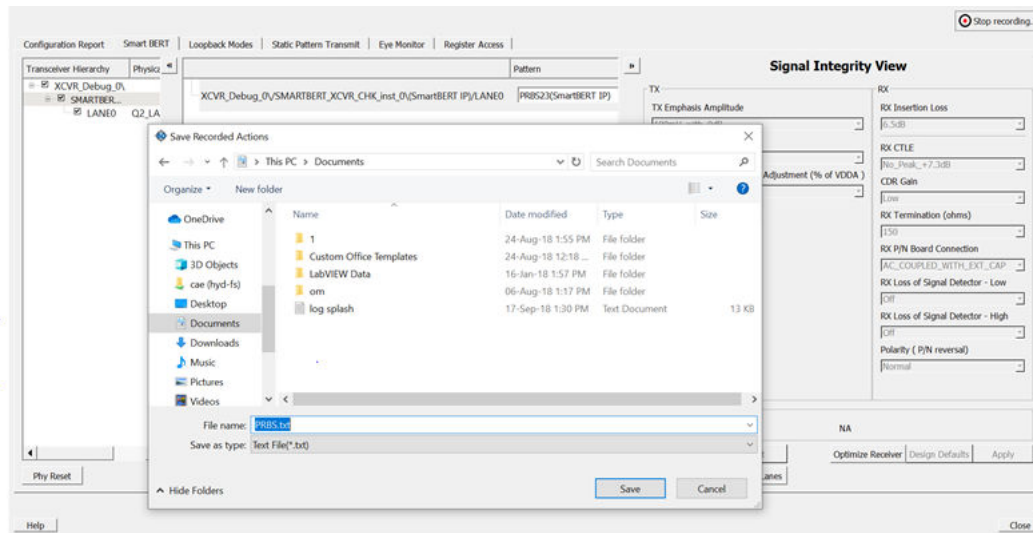 Stop recording.
Configuration Report Smart BERT Loopback Modes Static Pattern Transmit Eye Monitor Register Access
Transceiver Hierarchy Physica
XCVR_Debug_0\
SMARTBER...
LANE0 Q2_LA
Pattern
XCVR_Debug_0\/SMARTBERT_XCVR_CHK_inst_0\(SmartBERT IP)/LANE0 PRBS23(SmartBERT IP)
Signal Integrity View
TX
TX Emphasis Amplitude
Adjustment (% of VDDA )
RX
RX Insertion Loss
6.5dB
RX CTLE
No_Peak_+7.3dB
CDR Gain
Low
RX Termination (ohms)
150
RX P/N Board Connection
AC_COUPLED_WITH_EXT_CAP
RX Loss of Signal Detector - Low
Off
RX Loss of Signal Detector - High
Off
Polarity ( P/N reversal)
Normal
Save Recorded Actions
This PC > Documents
Search Documents
Organize New folder
OneDrive
This PC
3D Objects
cae (hyd-fs)
Desktop
Documents
Downloads
Music
Pictures
Videos
Name Date modified Type Size
1 24-Aug-18 1:55 PM File folder
Custom Office Templates 24-Aug-18 12:18 ... File folder
LabVIEW Data 16-Jan-18 1:57 PM File folder
om 06-Aug-18 1:17 PM File folder
log splash 17-Sep-18 1:30 PM Text Document 13 KB
File name: PRBS.txt
Save as type: Text File(*.txt)
Hide Folders
Save Cancel
NA
Optimize Receiver Design Defaults Apply
Phy Reset
anes
Help
Close